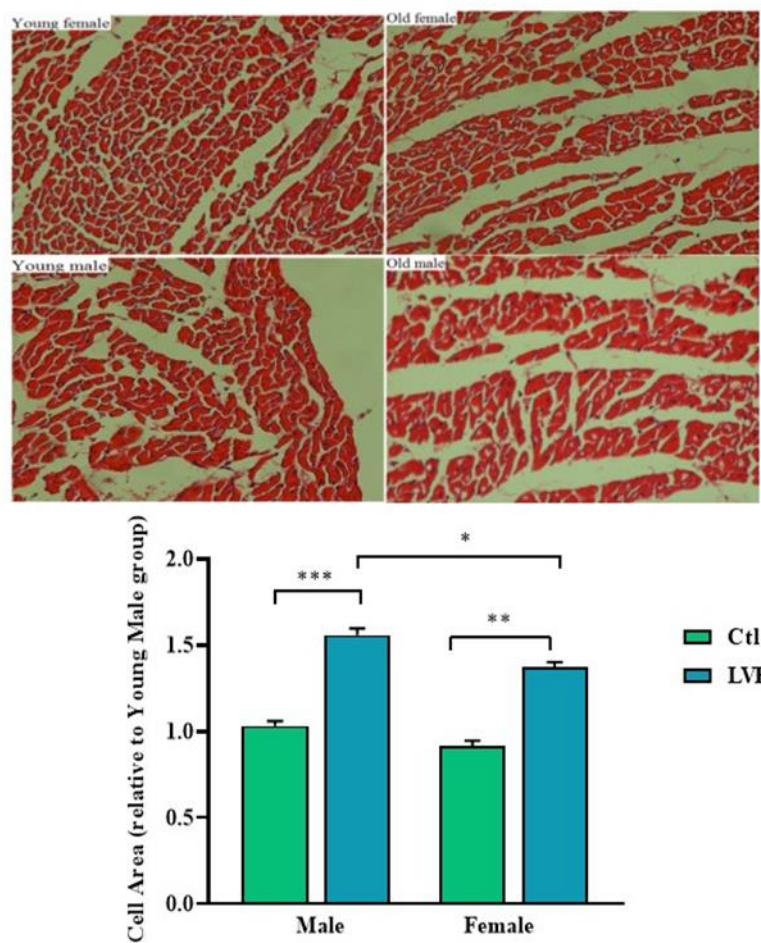 Young female
Old female
Young male
Old male
Cell Area (relative to Young Male group)
2.0
1.5
1.0
0.5
0.0
***
*
**
Male
Female
Ctl